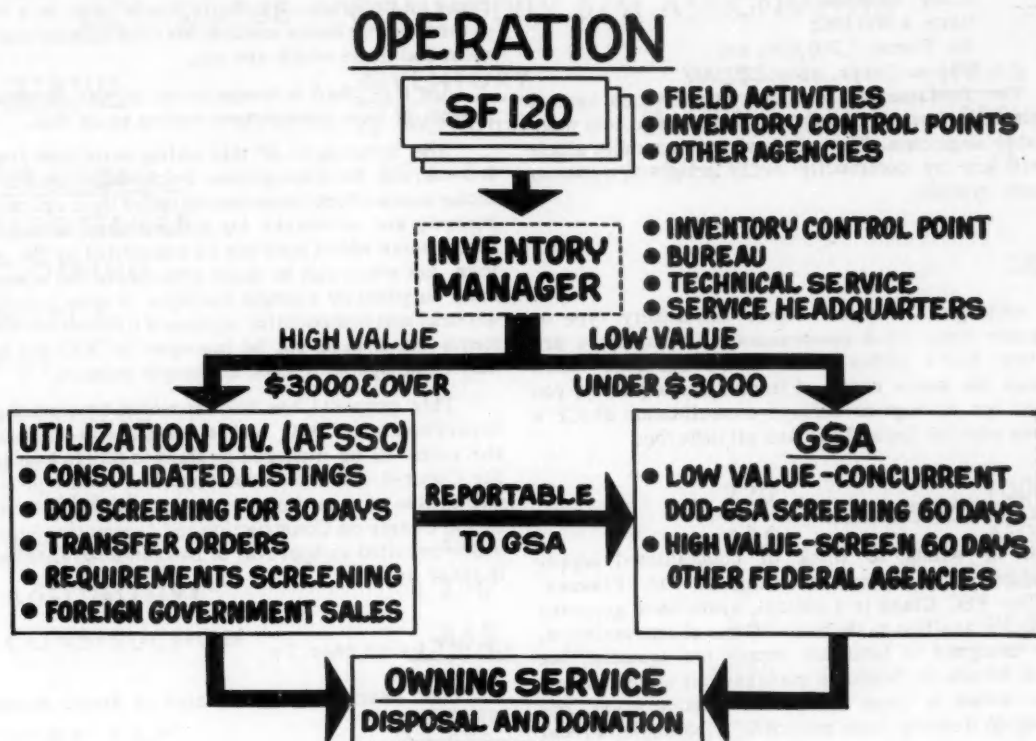 OPERATION
SF 120
• FIELD ACTIVITIES
• INVENTORY CONTROL POINTS
• OTHER AGENCIES
INVENTORY
MANAGER
• INVENTORY CONTROL POINT
• BUREAU
• TECHNICAL SERVICE
• SERVICE HEADQUARTERS
HIGH VALUE
$3000 & OVER
LOW VALUE
UNDER $3000
UTILIZATION DIV. (AFSSC)
• CONSOLIDATED LISTINGS
• DOD SCREENING FOR 30 DAYS
• TRANSFER ORDERS
• REQUIREMENTS SCREENING
• FOREIGN GOVERNMENT SALES
REPORTABLE
TO GSA
GSA
• LOW VALUE-CONCURRENT
DOD-GSA SCREENING 60 DAYS
• HIGH VALUE-SCREEN 60 DAYS
OTHER FEDERAL AGENCIES
OWNING SERVICE
DISPOSAL AND DONATION